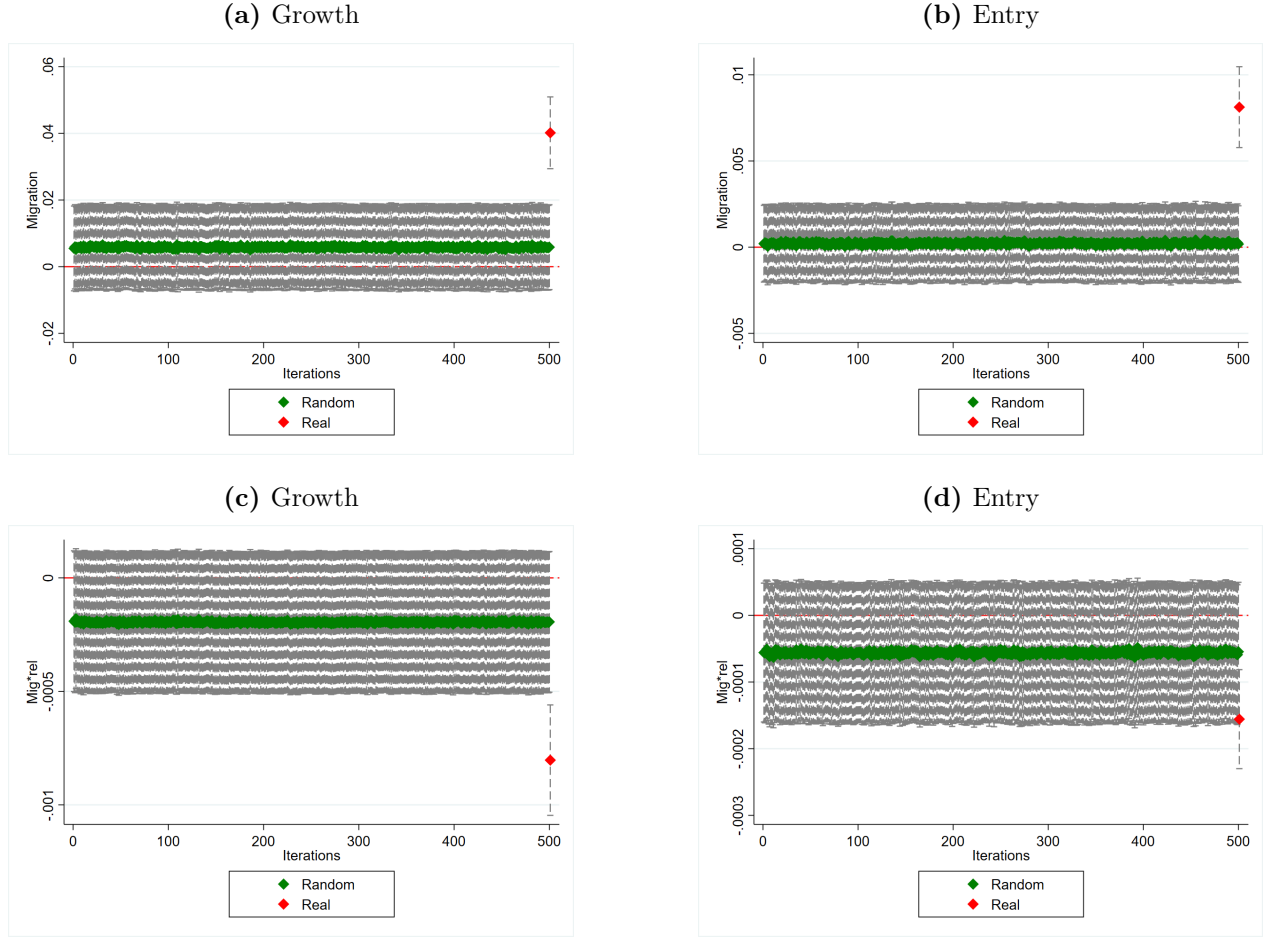 (a) Growth
.06
.04
.02
0
-.02
Migration
0 100 200 300 400 500
Iterations
Random
Real
(b) Entry
.01
.005
0
-.005
Migration
0 100 200 300 400 500
Iterations
Random
Real
(c) Growth
0
-.0005
-.001
Mig*rel
0 100 200 300 400 500
Iterations
Random
Real
(d) Entry
.0001
0
-.0001
-.0002
-.0003
Mig*rel
0 100 200 300 400 500
Iterations
Random
Real